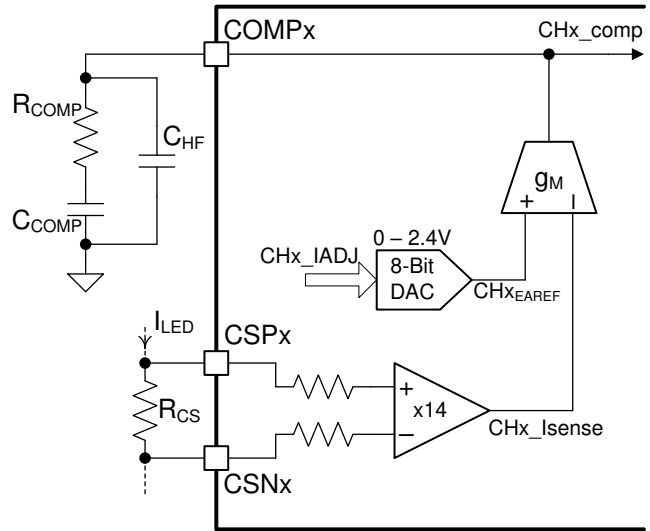 COMPx
CHx_comp
RCOMP
CHF
CCOMP
gM
+
–
0 – 2.4V
CHx_IADJ
8-Bit
DAC
CHxEAREF
ILED
CSPx
RCS
+
x14
–
CHx_Isense
CSNx